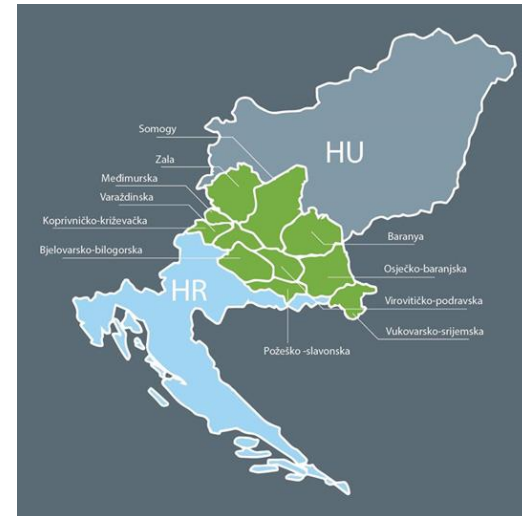 Somogy
HU
Zala
Međimurska
Varaždinska
Koprivničko-križevačka
Baranya
Bjelovarsko-bilogorska
Osječko-baranjska
HR
Virovitičko-podravska
Vukovarsko-srijemska
Požeško -slavonska